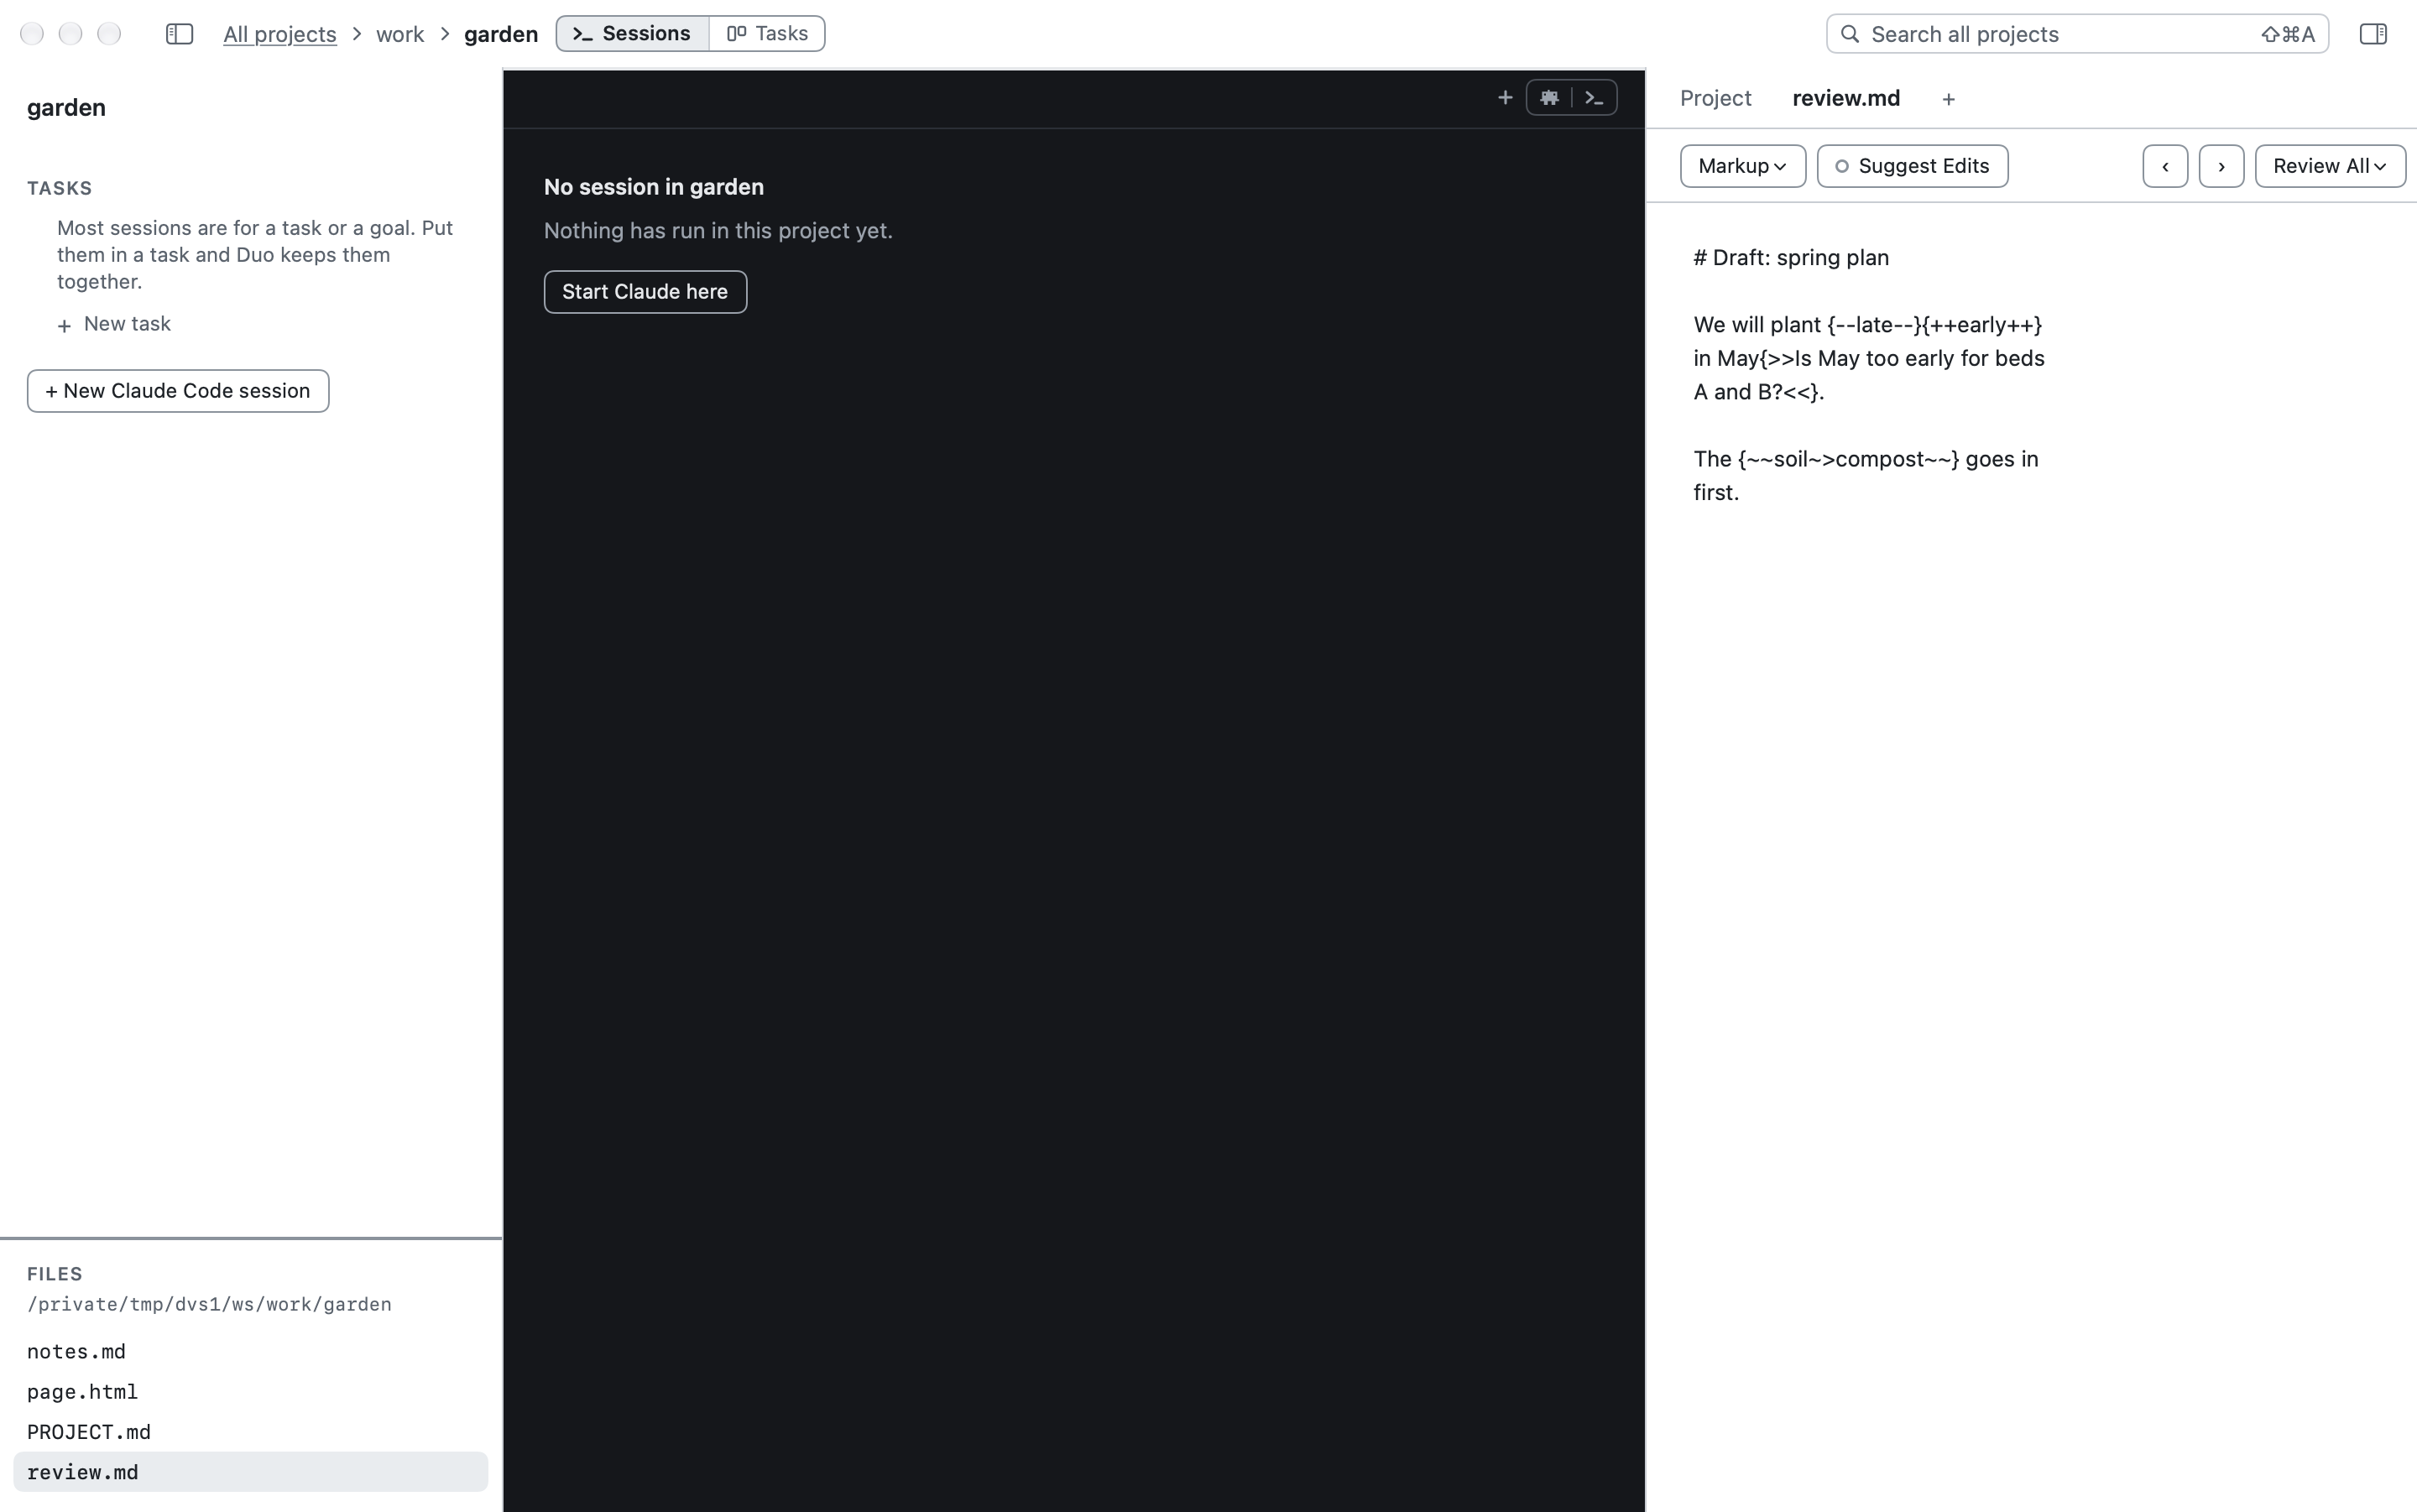 All projects > work > garden
Sessions
Tasks
Search all projects ⇧⌘A
garden
TASKS
Most sessions are for a task or a goal. Put
them in a task and Duo keeps them
together.
+ New task
+ New Claude Code session
FILES
/private/tmp/dvs1/ws/work/garden
notes.md
page.html
PROJECT.md
review.md
No session in garden
Nothing has run in this project yet.
Start Claude here
Project
review.md
+
Markup
Suggest Edits
‹
›
Review All
# Draft: spring plan
We will plant {--late--}{++early++}
in May{>>Is May too early for beds
A and B?<<}.
The {~~soil~>compost~~} goes in
first.